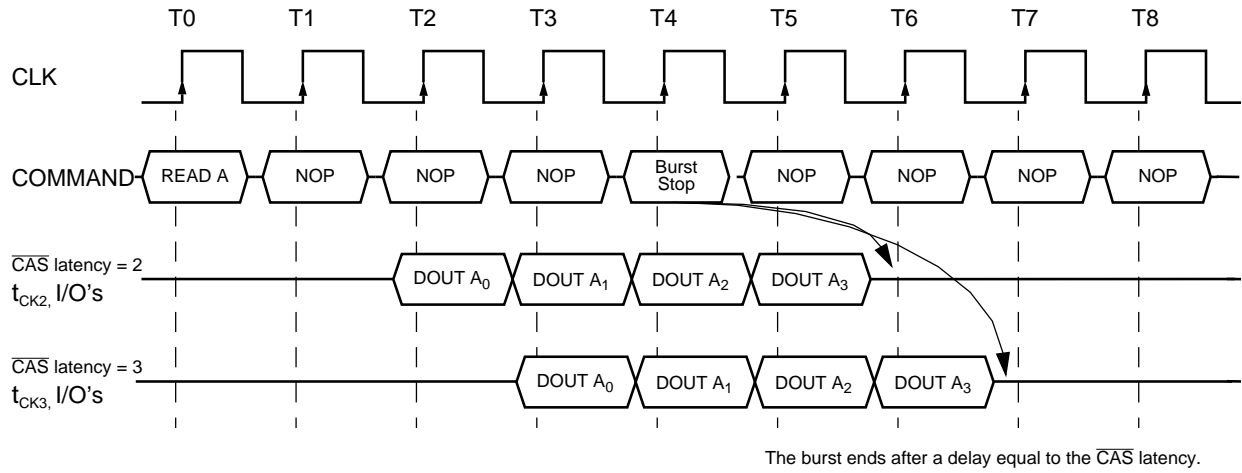 T0 T1 T2 T3 T4 T5 T6 T7 T8
CLK
COMMAND READ A NOP NOP NOP Burst Stop NOP NOP NOP NOP
CAS latency = 2
tCK2, I/O's DOUT A0 DOUT A1 DOUT A2 DOUT A3
CAS latency = 3
tCK3, I/O's DOUT A0 DOUT A1 DOUT A2 DOUT A3
The burst ends after a delay equal to the CAS latency.